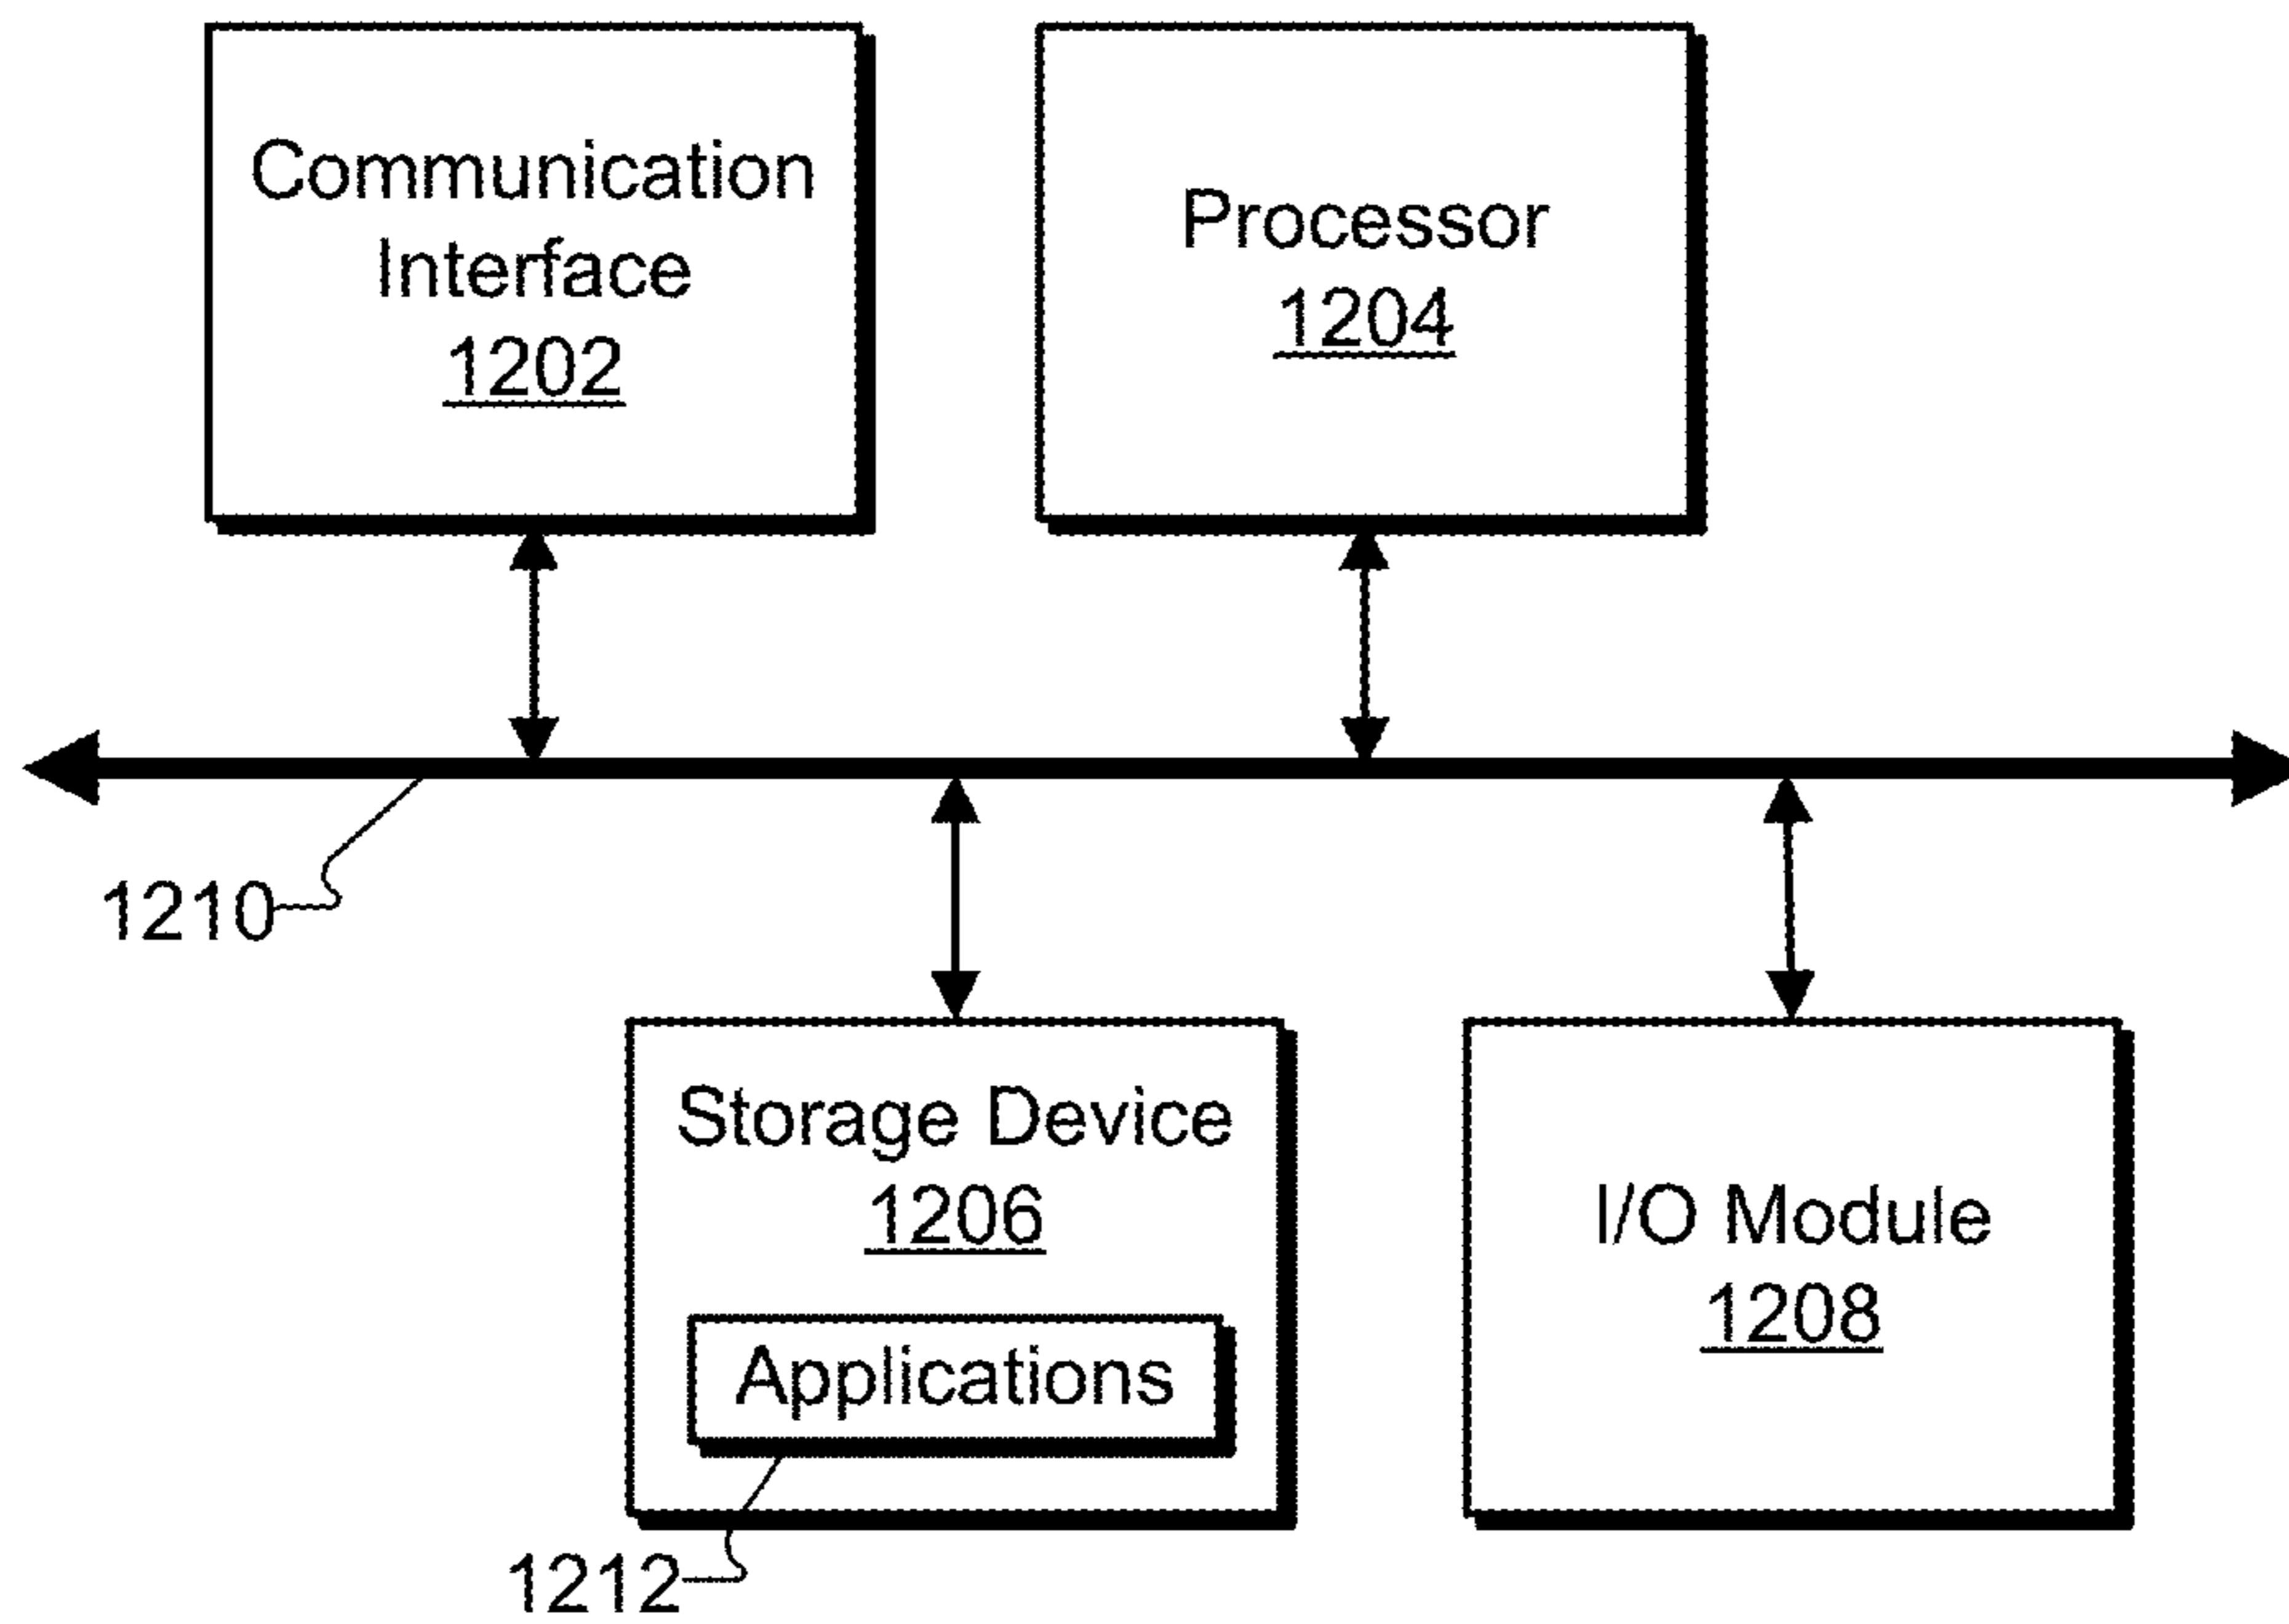 Communication
Interface
1202
Processor
1204
1210
Storage Device
1206
Applications
1212
I/O Module
1208